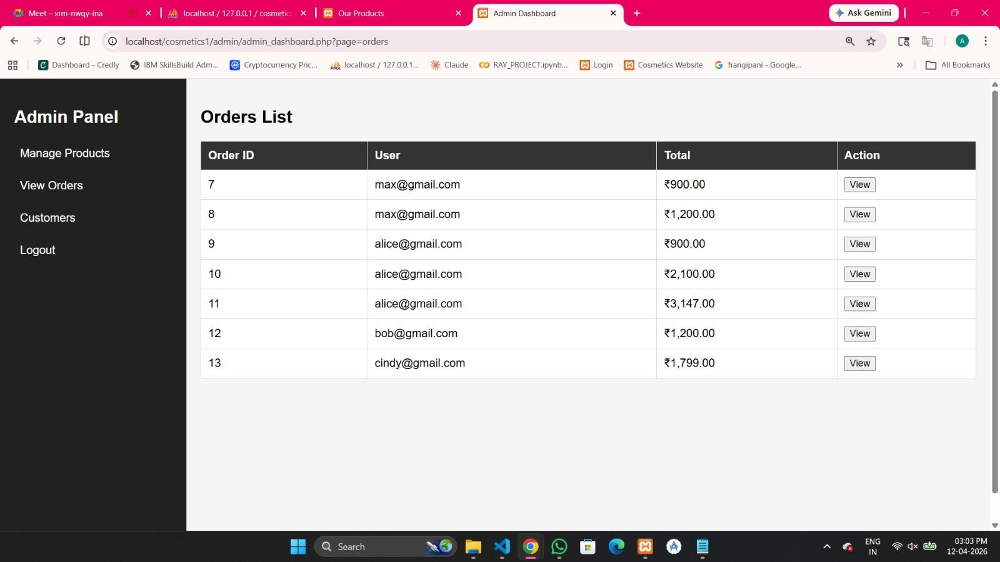 Meet – xrm-nwqy-ina
localhost / 127.0.0.1 / cosmetic
Our Products
Admin Dashboard
Ask Gemini
localhost/cosmetics1/admin/admin_dashboard.php?page=orders
A
Dashboard - Credly
IBM SkillsBuild Adm...
Cryptocurrency Pric...
localhost / 127.0.0.1...
Claude
RAY_PROJECT.ipynb...
Login
Cosmetics Website
frangipani - Google...
All Bookmarks
Admin Panel
Manage Products
View Orders
Customers
Logout
Orders List
Order ID User Total Action
7 max@gmail.com ₹900.00 View
8 max@gmail.com ₹1,200.00 View
9 alice@gmail.com ₹900.00 View
10 alice@gmail.com ₹2,100.00 View
11 alice@gmail.com ₹3,147.00 View
12 bob@gmail.com ₹1,200.00 View
13 cindy@gmail.com ₹1,799.00 View
Search
ENG
IN
03:03 PM
12-04-2026